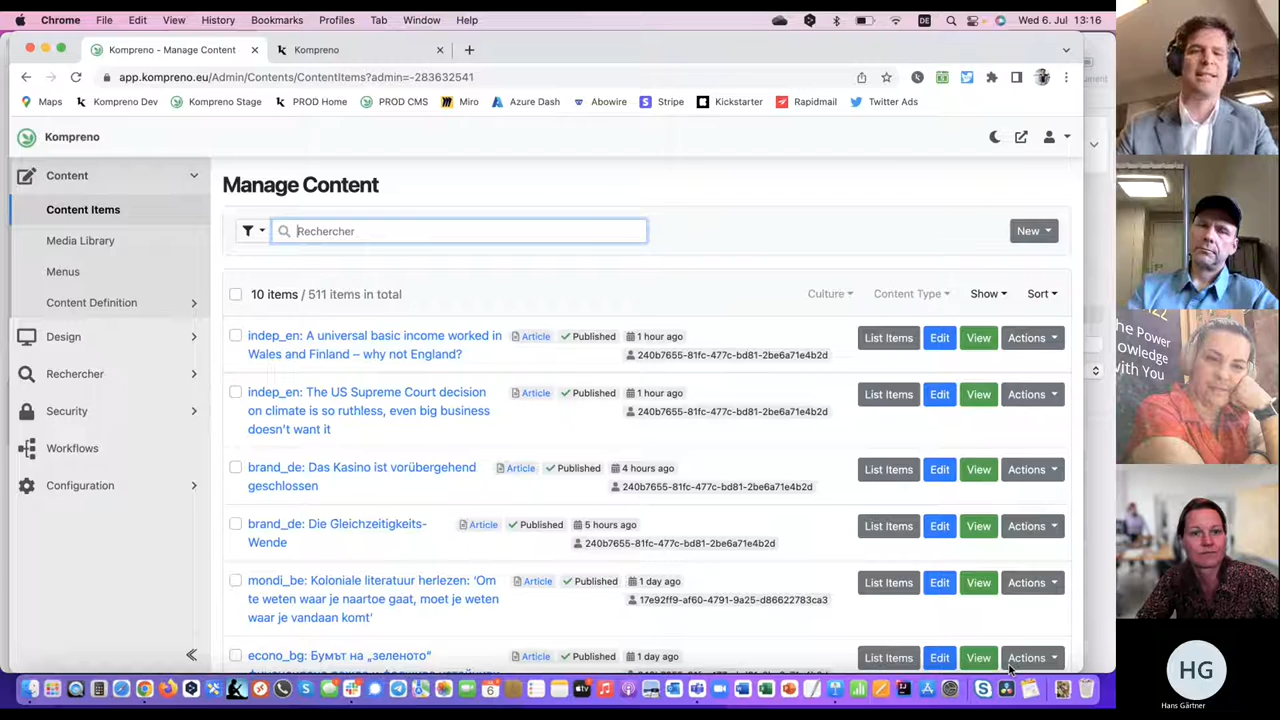 Chrome File Edit View History Bookmarks Profiles Tab Window Help DE Wed 6. Jul 13:16
Kompreno - Manage Content
Kompreno
app.kompreno.eu/Admin/Contents/ContentItems?admin=-283632541
Maps Kompreno Dev Kompreno Stage PROD Home PROD CMS Miro Azure Dash Abowire Kickstarter Rapidmail Stripe Twitter Ads
Kompreno
Content
Content Items
Media Library
Menus
Content Definition
Design
Rechercher
Security
Workflows
Configuration
Manage Content
Rechercher
New
10 items / 511 items in total
Culture Content Type Show Sort
indep_en: A universal basic income worked in
Wales and Finland – why not England?
Article Published 1 hour ago
240b7655-81fc-477c-bd81-2be6a71e4b2d
List Items Edit View Actions
indep_en: The US Supreme Court decision
on climate is so ruthless, even big business
doesn’t want it
Article Published 1 hour ago
240b7655-81fc-477c-bd81-2be6a71e4b2d
List Items Edit View Actions
brand_de: Das Kasino ist vorübergehend
geschlossen
Article Published 4 hours ago
240b7655-81fc-477c-bd81-2be6a71e4b2d
List Items Edit View Actions
brand_de: Die Gleichzeitigkeits-
Wende
Article Published 5 hours ago
240b7655-81fc-477c-bd81-2be6a71e4b2d
List Items Edit View Actions
mondi_be: Koloniale literatuur herlezen: ‘Om
te weten waar je naartoe gaat, moet je weten
waar je vandaan komt’
Article Published 1 day ago
17e92ff9-af60-4791-9a25-d86622783ca3
List Items Edit View Actions
econo_bg: Бумът на „зеленото“
Article Published 1 day ago
List Items Edit View Actions
he Power
owledge
With You
HG
Hans Gärtner